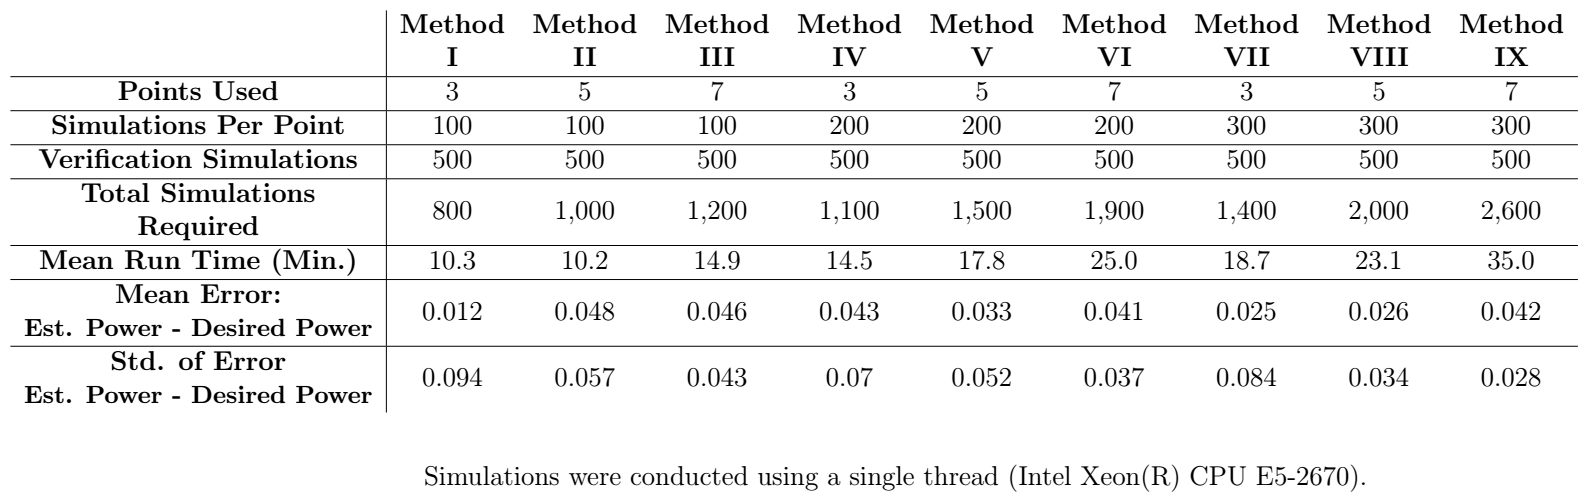 Method Method Method Method Method Method Method Method Method
I II III IV V VI VII VIII IX
Points Used 3 5 7 3 5 7 3 5 7
Simulations Per Point 100 100 100 200 200 200 300 300 300
Verification Simulations 500 500 500 500 500 500 500 500 500
Total Simulations
Required 800 1,000 1,200 1,100 1,500 1,900 1,400 2,000 2,600
Mean Run Time (Min.) 10.3 10.2 14.9 14.5 17.8 25.0 18.7 23.1 35.0
Mean Error:
Est. Power - Desired Power 0.012 0.048 0.046 0.043 0.033 0.041 0.025 0.026 0.042
Std. of Error
Est. Power - Desired Power 0.094 0.057 0.043 0.07 0.052 0.037 0.084 0.034 0.028
Simulations were conducted using a single thread (Intel Xeon(R) CPU E5-2670).